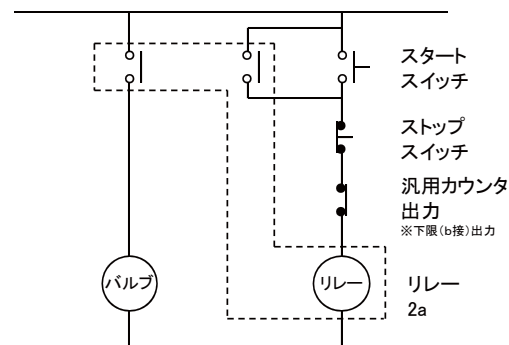 スタート
スイッチ
ストップ
スイッチ
汎用カウンタ
出力
※下限(b接)出力
バルブ
リレー
リレー
2a